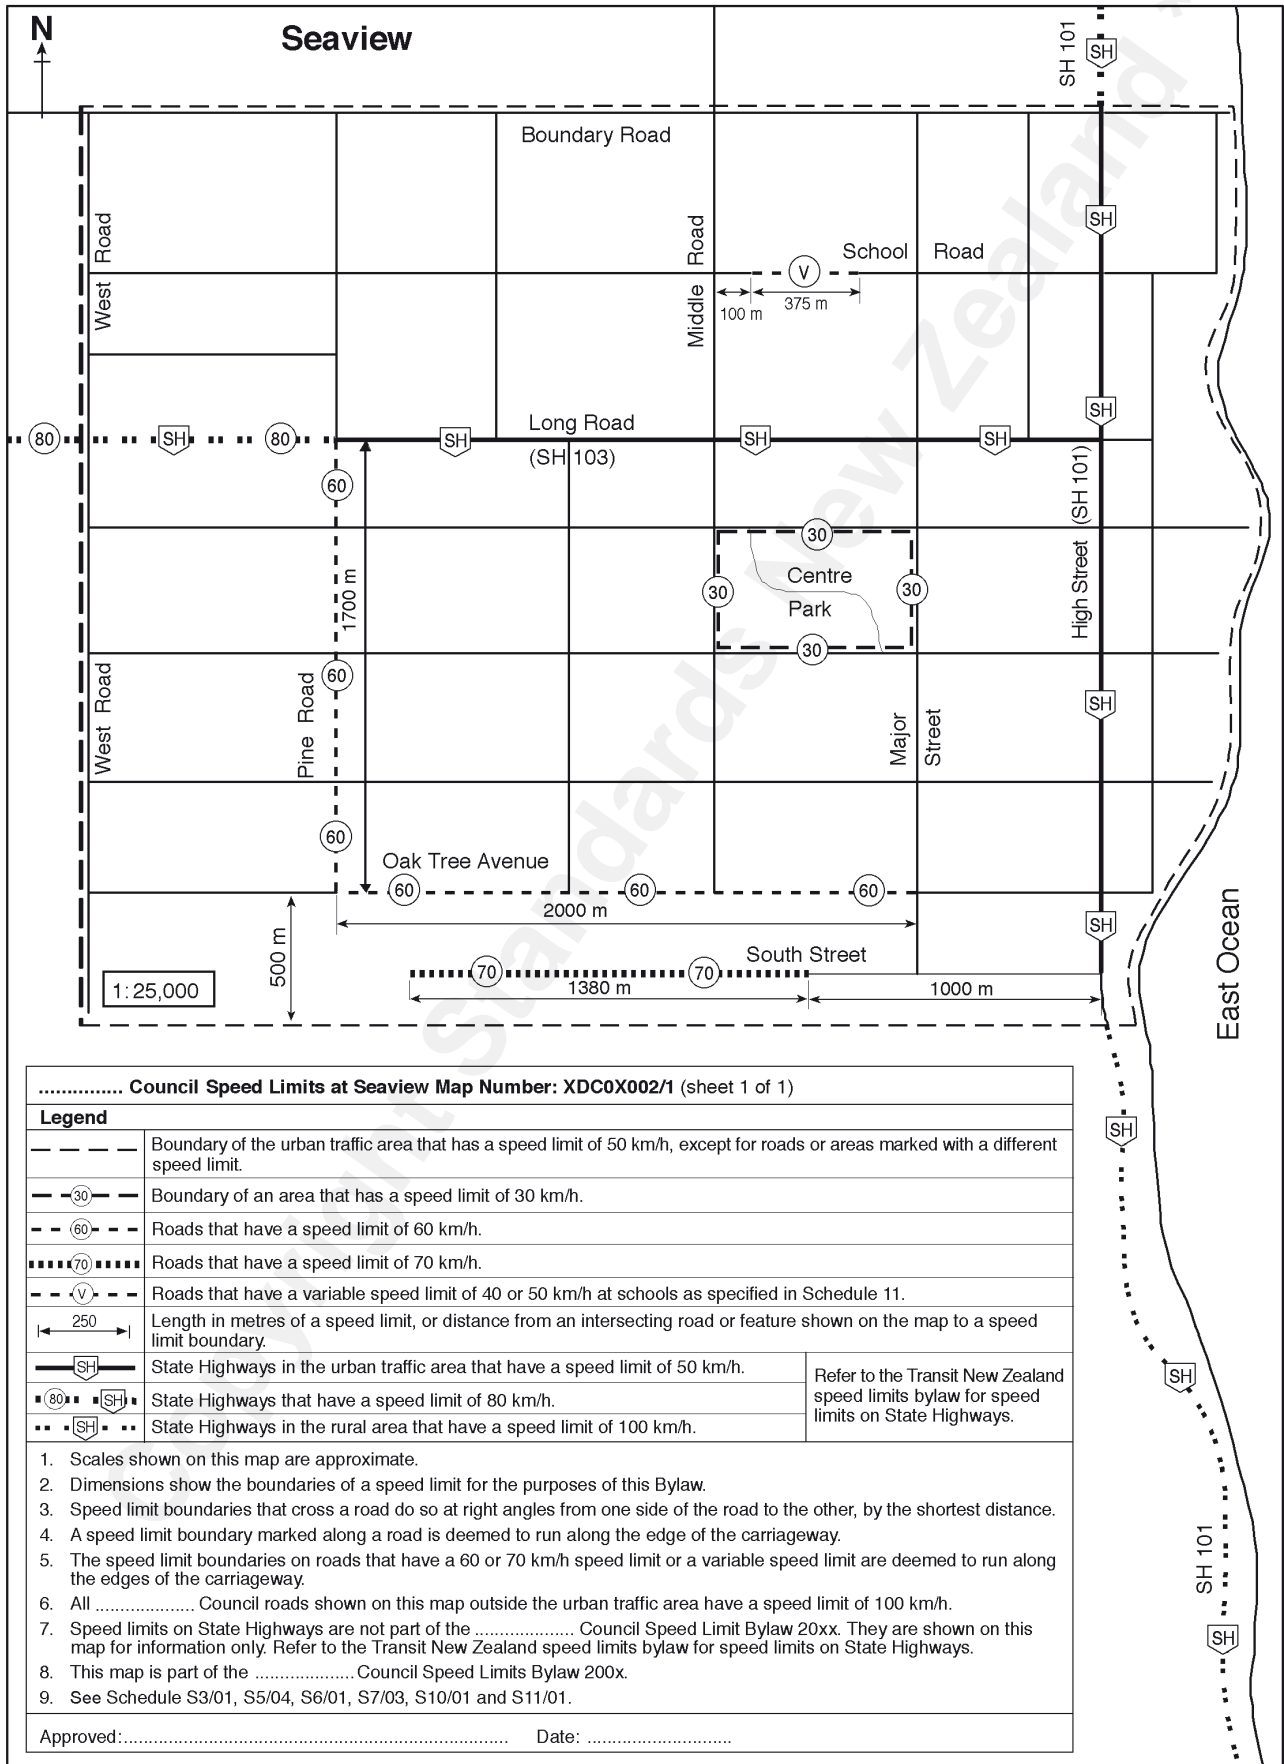 N
Seaview
SH 101
SH
Boundary Road
West Road
Middle Road
School Road
V
100 m
375 m
SH
80
SH
80
SH
Long Road
(SH 103)
SH
SH
SH
60
1700 m
30
Centre
Park
30
30
30
High Street (SH 101)
60
West Road
Pine Road
Major
Street
SH
60
Oak Tree Avenue
60
60
60
2000 m
SH
East Ocean
500 m
South Street
70
70
1:25,000
1380 m
1000 m
SH
SH
SH 101
SH
............... Council Speed Limits at Seaview Map Number: XDC0X002/1 (sheet 1 of 1)
Legend
Boundary of the urban traffic area that has a speed limit of 50 km/h, except for roads or areas marked with a different
speed limit.
30 Boundary of an area that has a speed limit of 30 km/h.
60 Roads that have a speed limit of 60 km/h.
70 Roads that have a speed limit of 70 km/h.
V Roads that have a variable speed limit of 40 or 50 km/h at schools as specified in Schedule 11.
250 Length in metres of a speed limit, or distance from an intersecting road or feature shown on the map to a speed
limit boundary.
SH State Highways in the urban traffic area that have a speed limit of 50 km/h.
80 SH State Highways that have a speed limit of 80 km/h.
SH State Highways in the rural area that have a speed limit of 100 km/h.
Refer to the Transit New Zealand
speed limits bylaw for speed
limits on State Highways.
1. Scales shown on this map are approximate.
2. Dimensions show the boundaries of a speed limit for the purposes of this Bylaw.
3. Speed limit boundaries that cross a road do so at right angles from one side of the road to the other, by the shortest distance.
4. A speed limit boundary marked along a road is deemed to run along the edge of the carriageway.
5. The speed limit boundaries on roads that have a 60 or 70 km/h speed limit or a variable speed limit are deemed to run along
the edges of the carriageway.
6. All .................... Council roads shown on this map outside the urban traffic area have a speed limit of 100 km/h.
7. Speed limits on State Highways are not part of the .................... Council Speed Limit Bylaw 20xx. They are shown on this
map for information only. Refer to the Transit New Zealand speed limits bylaw for speed limits on State Highways.
8. This map is part of the .................... Council Speed Limits Bylaw 200x.
9. See Schedule S3/01, S5/04, S6/01, S7/03, S10/01 and S11/01.
Approved:............................................................................. Date: .............................
Copyright Standards New Zealand